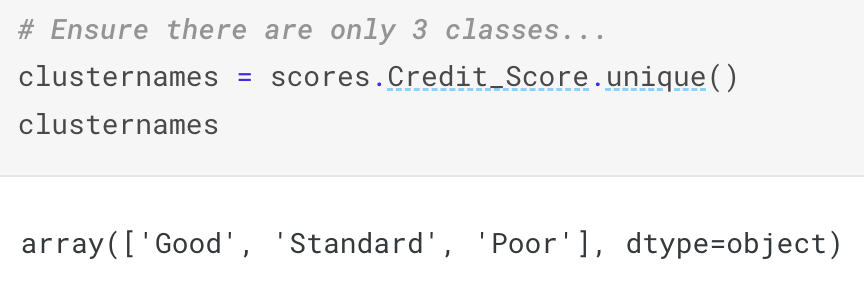 # Ensure there are only 3 classes...
clusternames = scores.Credit_Score.unique()
clusternames
array(['Good', 'Standard', 'Poor'], dtype=object)